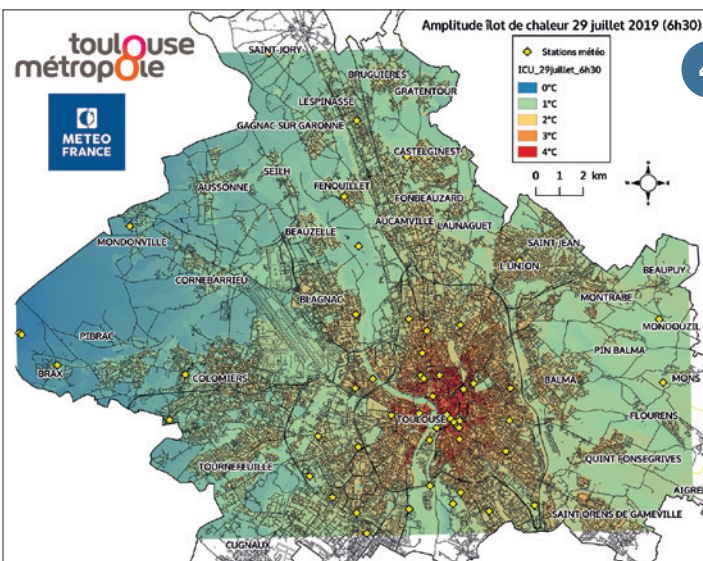 toulouse
métropole
METEO
FRANCE
Amplitude îlot de chaleur 29 juillet 2019 (6h30)
Stations météo
ICU_29juillet_6h30
0°C
1°C
2°C
3°C
4°C
0 1 2 km
SAINT-JORY
BRUGUIERES
GRATENTOUR
LESPINASSE
GAGNAC SUR GARONNE
CASTELGINEST
SEILH
AUSSONNE
FENOUILLET
FONBEAUZARD
AUCAMVILLE
LAUNAGUET
BEAUZELLE
MONDONVILLE
SAINT-JEAN
L'UNION
BEAUPUY
CORNEBARRIEU
BLAGNAC
MONTRABE
MONDOUZIL
PIBRAC
PIN BALMA
BRAX
COLOMIERS
BALMA
MONS
TOULOUSE
FLOURENS
TOURNEFEUILLE
QUINT FONSEGRIVES
AIGREF
SAINT ORENS DE GAMEVILLE
CUGNAUX